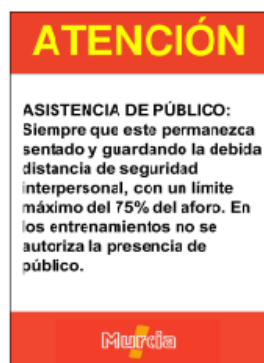 ATENCIÓN
ASISTENCIA DE PÚBLICO:
Siempre que este permanezca
sentado y guardando la debida
distancia de seguridad
interpersonal, con un límite
máximo del 75% del aforo. En
los entrenamientos no se
autoriza la presencia de
público.
Murcia